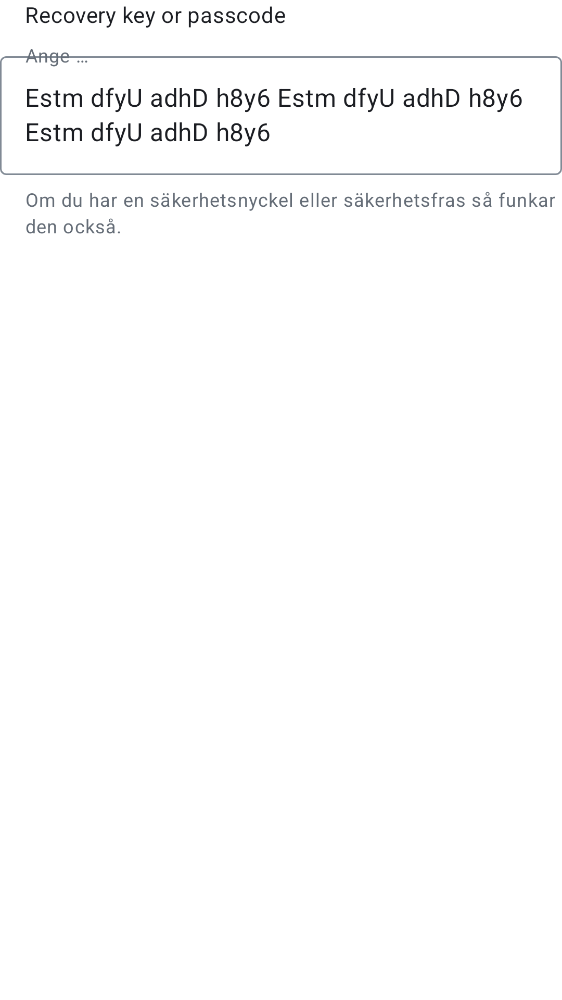 Recovery key or passcode
Ange …
Estm dfyU adhD h8y6 Estm dfyU adhD h8y6
Estm dfyU adhD h8y6
Om du har en säkerhetsnyckel eller säkerhetsfras så funkar
den också.